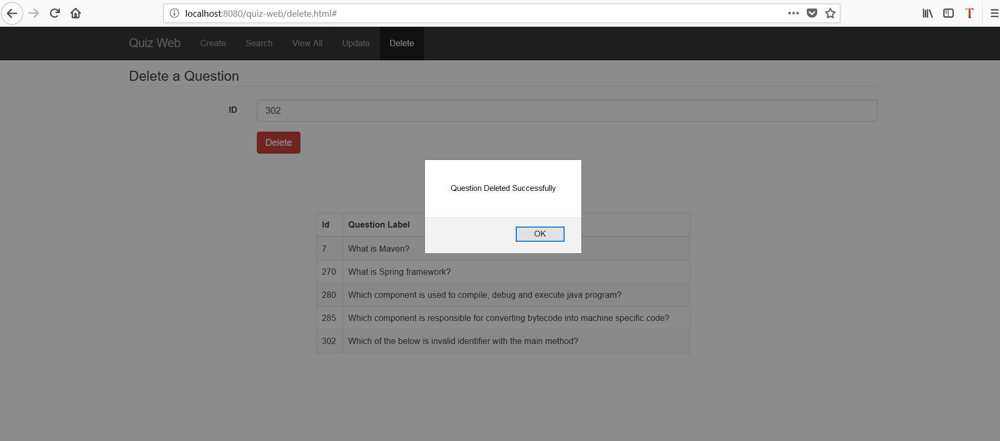 localhost:8080/quiz-web/delete.html#
T
Quiz Web Create Search View All Update Delete
Delete a Question
ID 302
Delete
Question Deleted Successfully
OK
Id Question Label
7 What is Maven?
270 What is Spring framework?
280 Which component is used to compile, debug and execute java program?
285 Which component is responsible for converting bytecode into machine specific code?
302 Which of the below is invalid identifier with the main method?